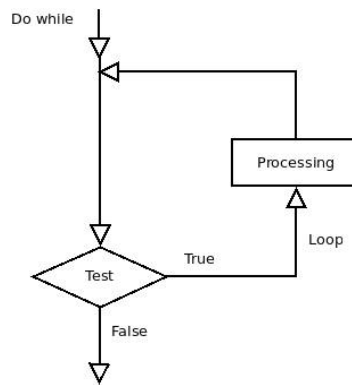 Do while
Processing
Loop
True
Test
False